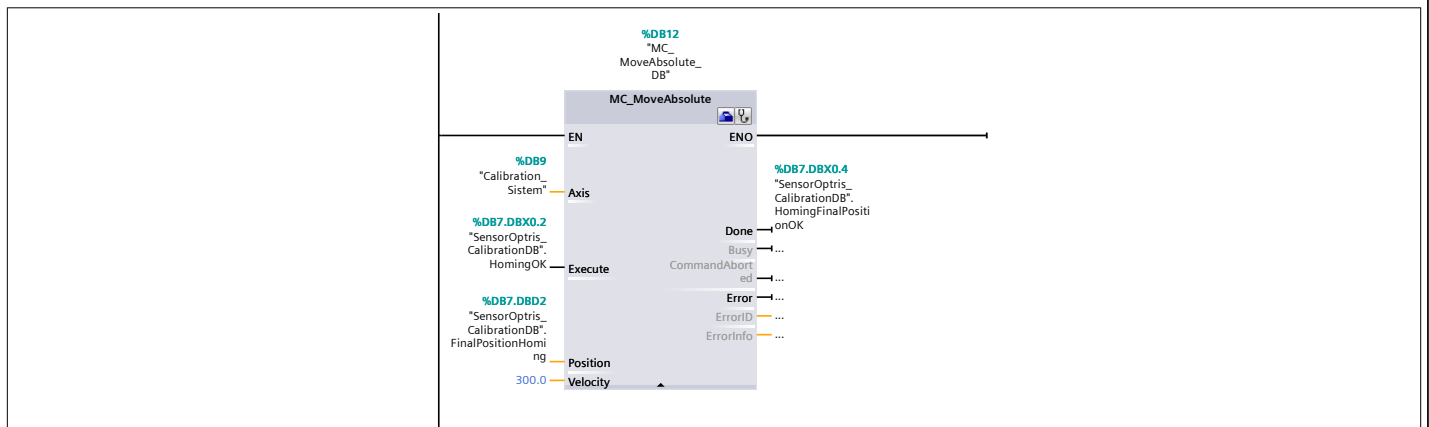 %DB12
"MC_
MoveAbsolute_
DB"
MC_MoveAbsolute
EN
ENO
%DB9
"Calibration_
Sistem"
Axis
%DB7.DBX0.4
"SensorOptris_
CalibrationDB".
HomingFinalPositi
onOK
Done
%DB7.DBX0.2
"SensorOptris_
CalibrationDB".
HomingOK
Execute
Busy
...
CommandAbort
ed
...
Error
...
ErrorID
...
ErrorInfo
...
%DB7.DBD2
"SensorOptris_
CalibrationDB".
FinalPositionHomi
ng
Position
300.0
Velocity